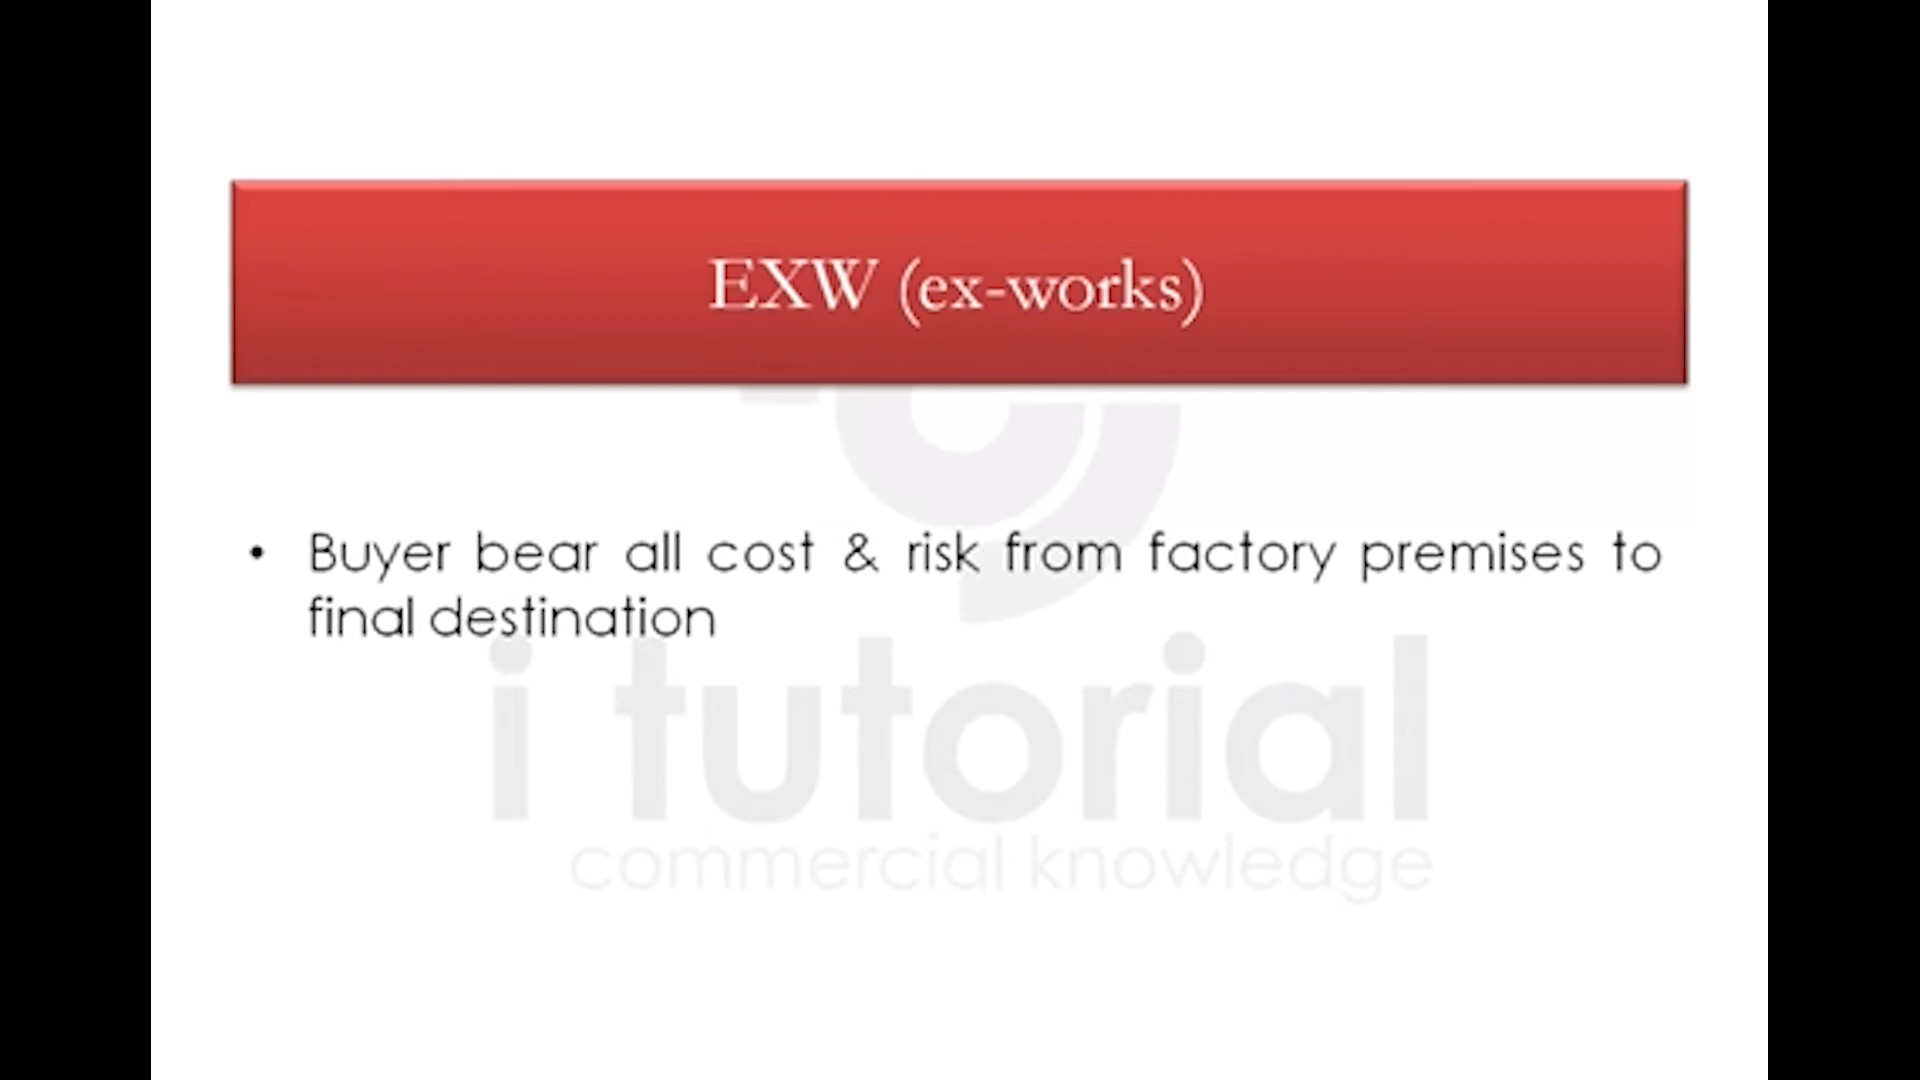 EXW (ex-works)
• Buyer bear all cost & risk from factory premises to
final destination
i tutorial
commercial knowledge